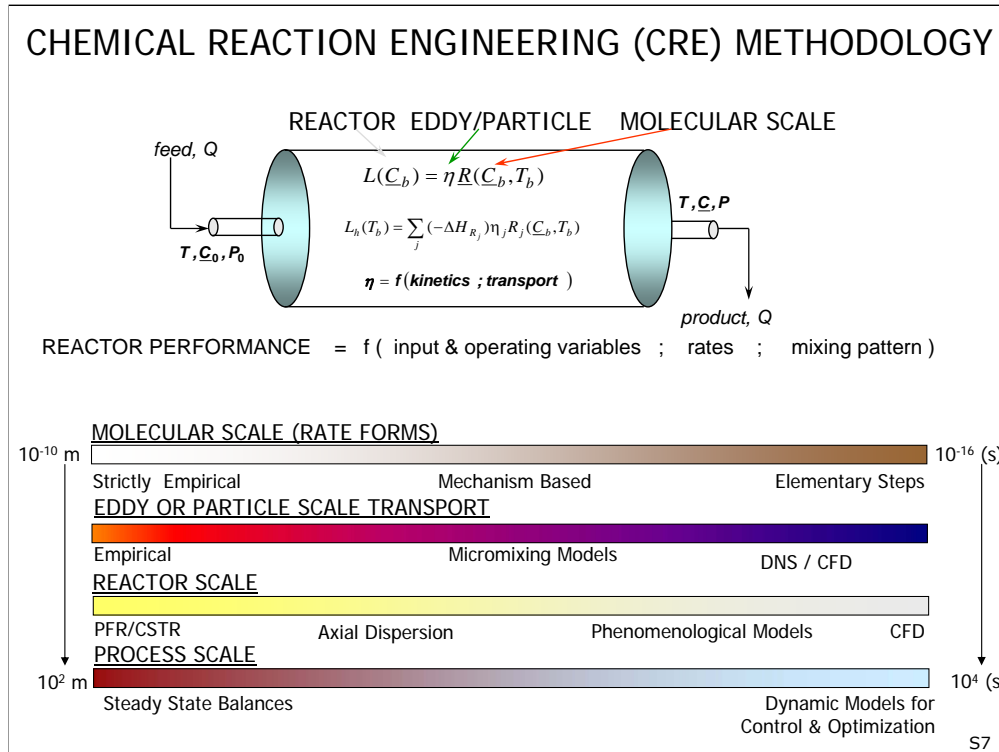 CHEMICAL REACTION ENGINEERING (CRE) METHODOLOGY
REACTOR EDDY/PARTICLE MOLECULAR SCALE
feed, Q
L(C_b) = η R(C_b, T_b)
T, C, P
L_h(T_b) = ∑_j (-ΔH_{R_j}) η_j R_j(C_b, T_b)
T, C_0, P_0
η = f(kinetics ; transport )
product, Q
REACTOR PERFORMANCE = f ( input & operating variables ; rates ; mixing pattern )
MOLECULAR SCALE (RATE FORMS)
10^-10 m 10^-16 (s)
Strictly Empirical Mechanism Based Elementary Steps
EDDY OR PARTICLE SCALE TRANSPORT
Empirical Micromixing Models DNS / CFD
REACTOR SCALE
PFR/CSTR Axial Dispersion Phenomenological Models CFD
PROCESS SCALE
10^2 m 10^4 (s
Steady State Balances Dynamic Models for
Control & Optimization
S7